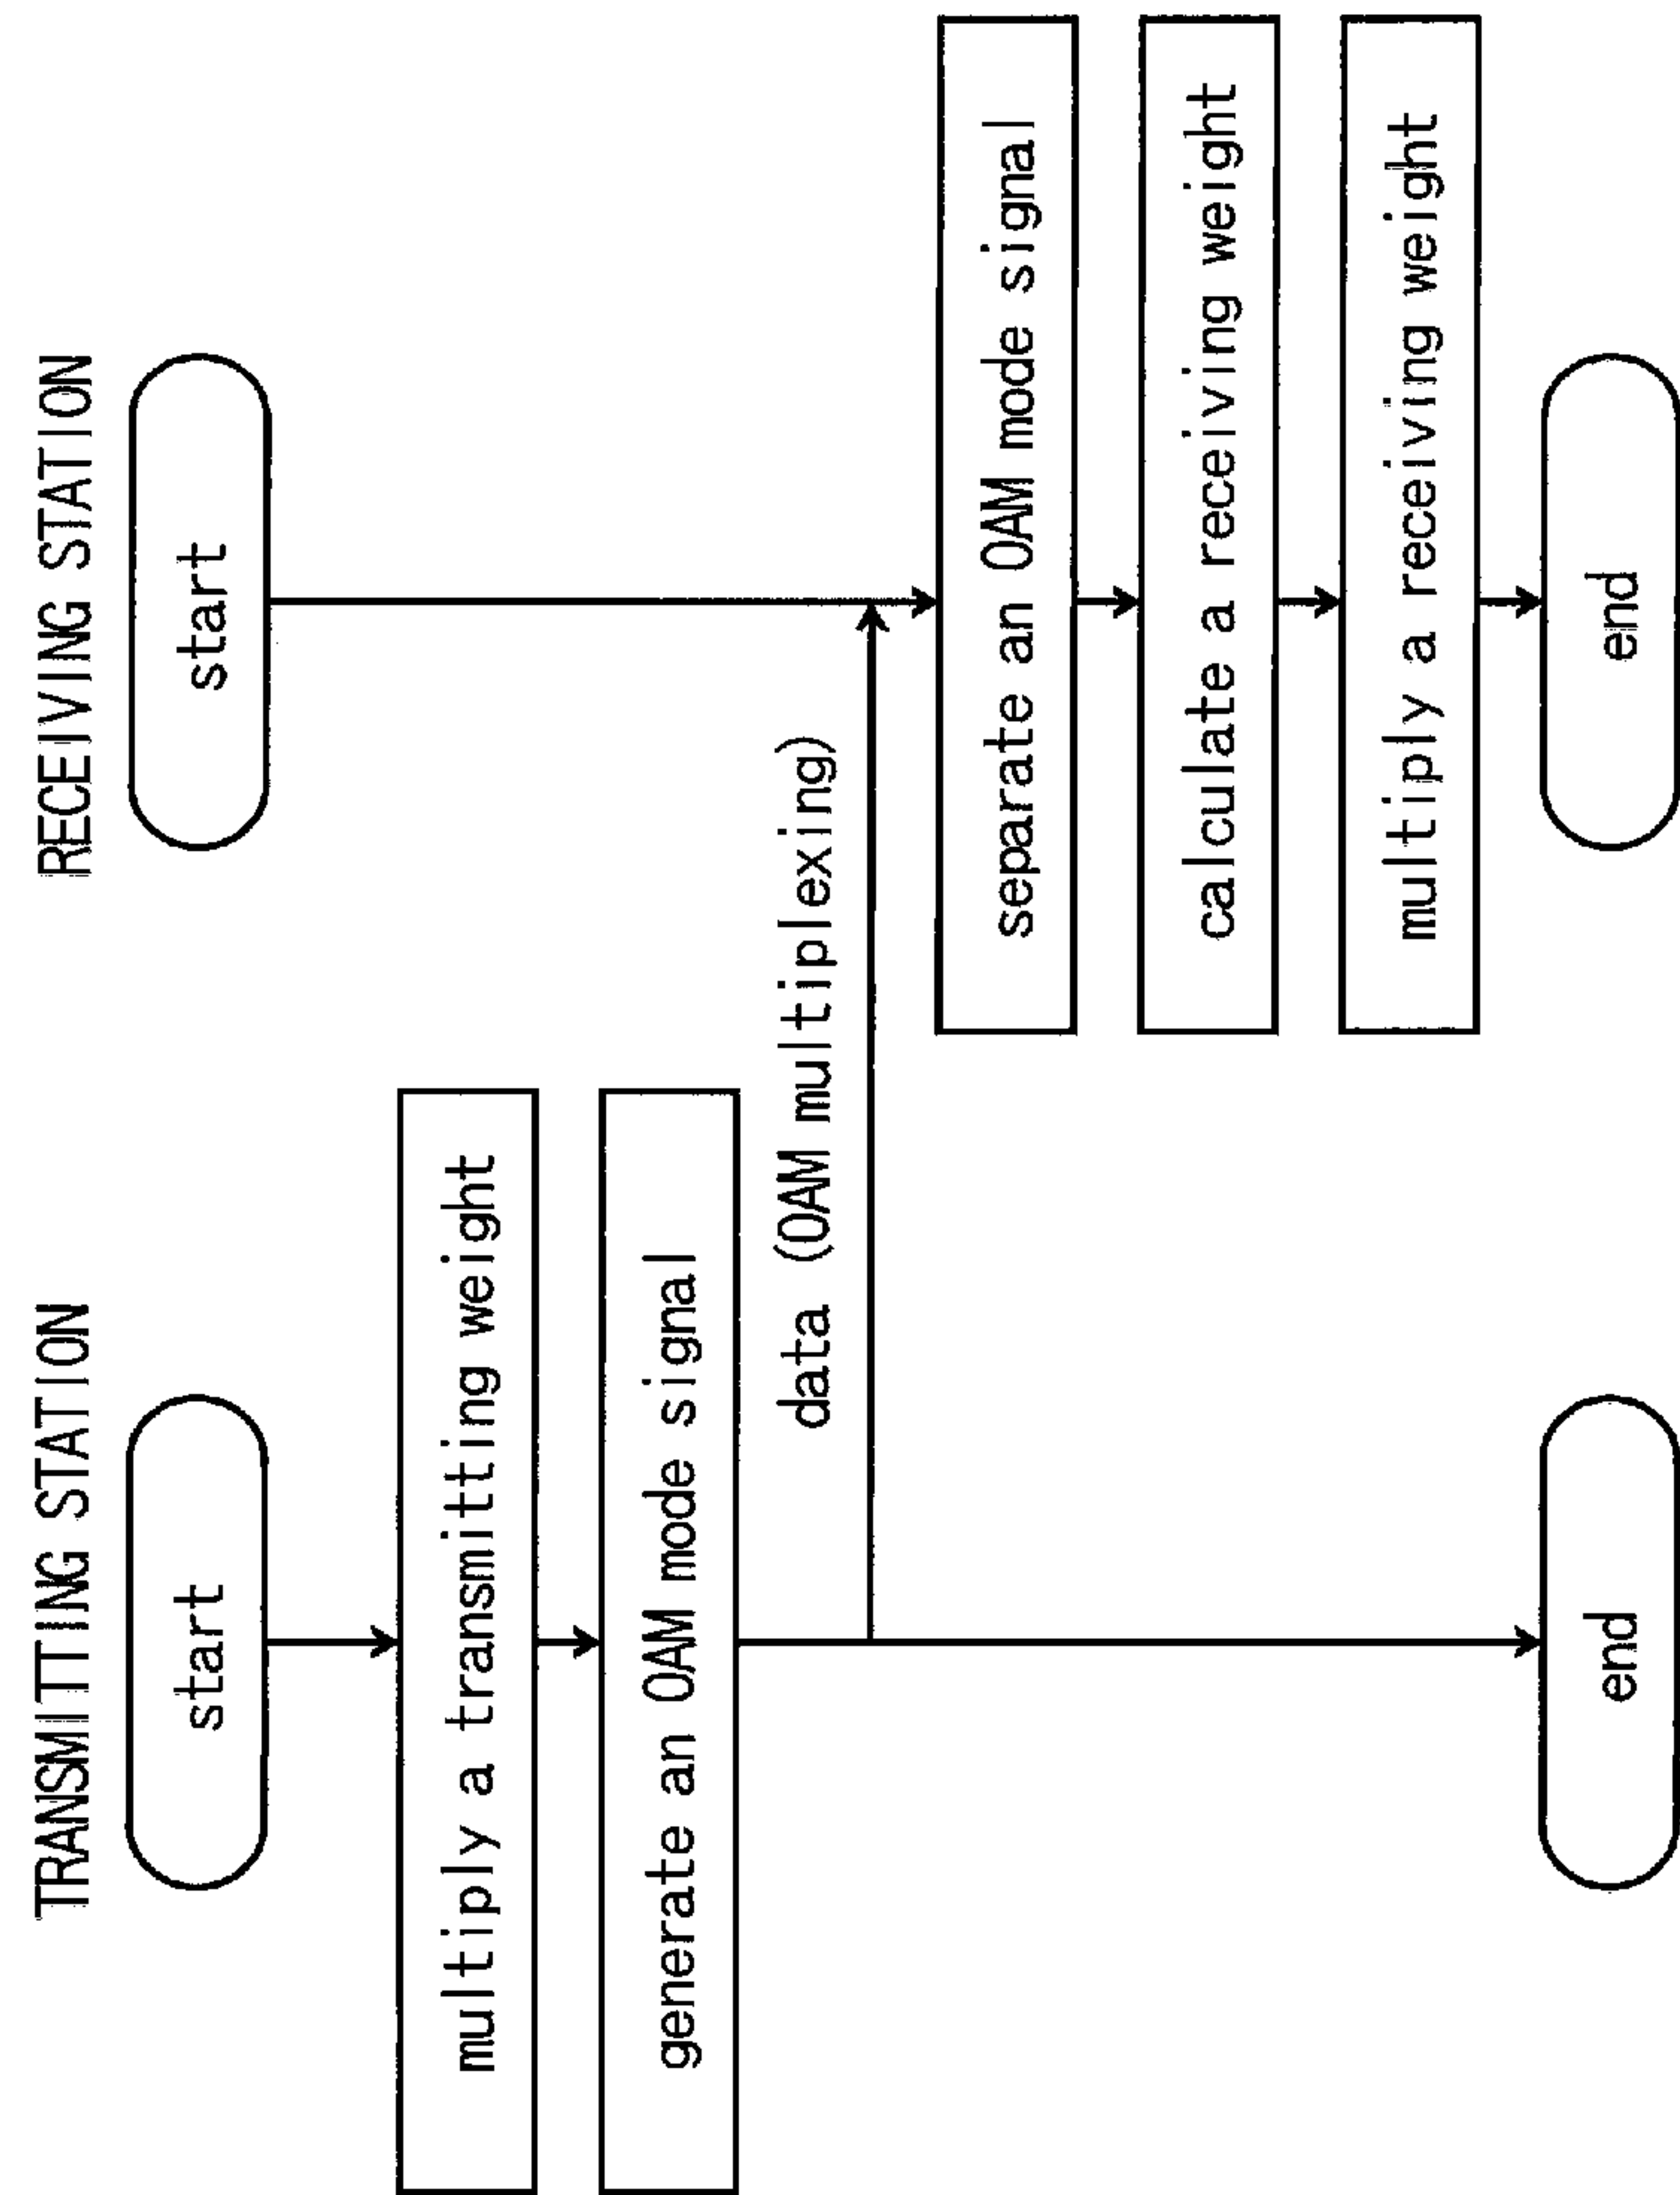 TRANSMITTING STATION
start
multiply a transmitting weight
generate an OAM mode signal
data (OAM multiplexing)
end
RECEIVING STATION
start
separate an OAM mode signal
calculate a receiving weight
multiply a receiving weight
end